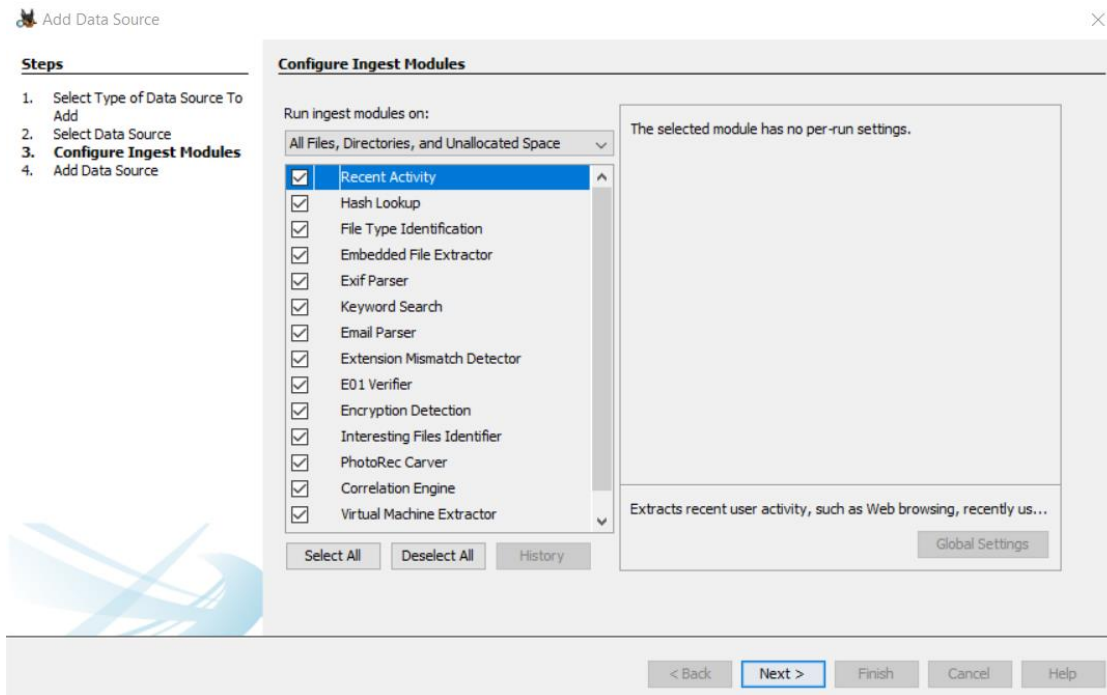 Add Data Source
Steps
1. Select Type of Data Source To
Add
2. Select Data Source
3. Configure Ingest Modules
4. Add Data Source
Configure Ingest Modules
Run ingest modules on:
All Files, Directories, and Unallocated Space
Recent Activity
Hash Lookup
File Type Identification
Embedded File Extractor
Exif Parser
Keyword Search
Email Parser
Extension Mismatch Detector
E01 Verifier
Encryption Detection
Interesting Files Identifier
PhotoRec Carver
Correlation Engine
Virtual Machine Extractor
Select All Deselect All History
The selected module has no per-run settings.
Extracts recent user activity, such as Web browsing, recently us...
Global Settings
< Back Next > Finish Cancel Help